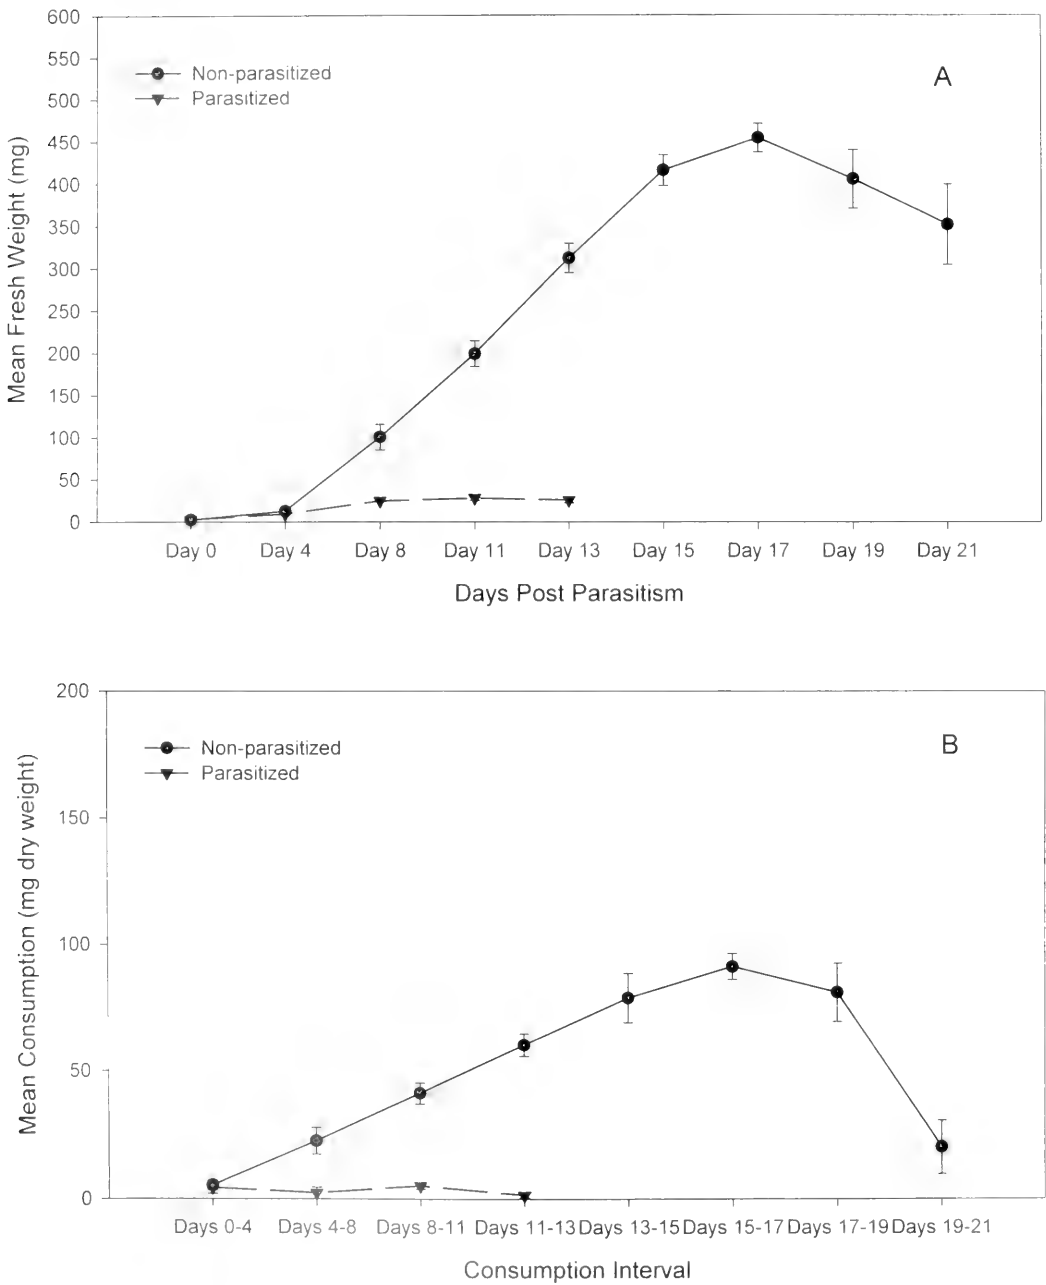 600
550
500
450
400
350
300
250
200
150
100
50
0
Mean Fresh Weight (mg)
Non-parasitized
Parasitized
A
Day 0 Day 4 Day 8 Day 11 Day 13 Day 15 Day 17 Day 19 Day 21
Days Post Parasitism
200
150
100
50
0
Mean Consumption (mg dry weight)
Non-parasitized
Parasitized
B
Days 0-4 Days 4-8 Days 8-11 Days 11-13 Days 13-15 Days 15-17 Days 17-19 Days 19-21
Consumption Interval